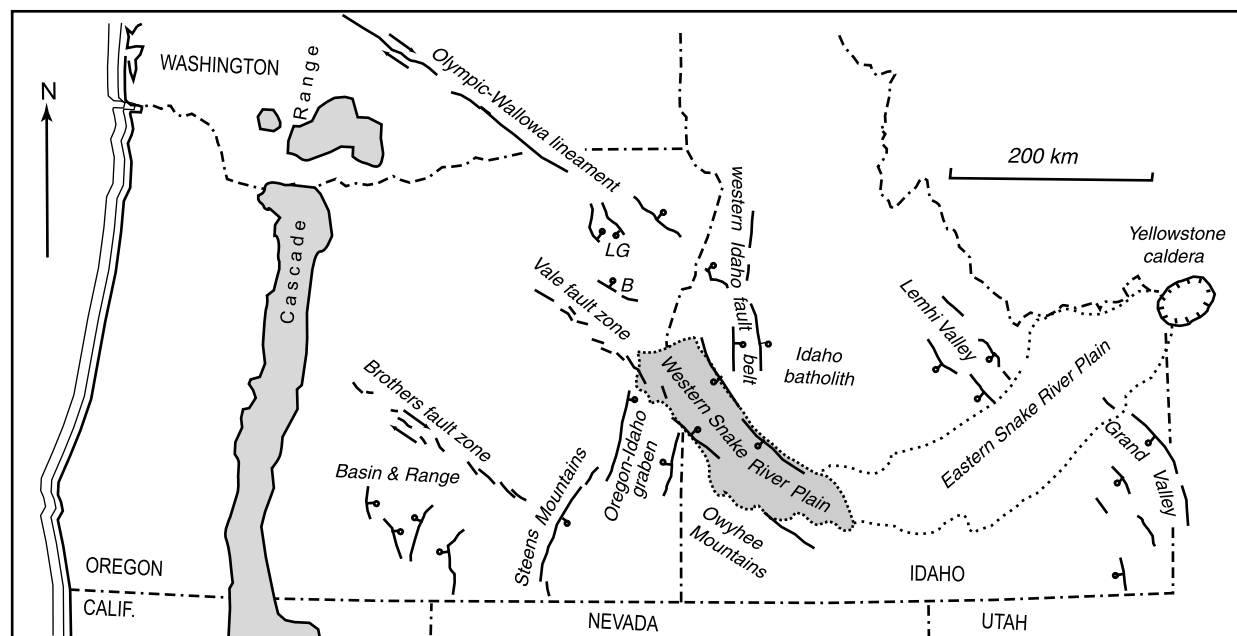 N
WASHINGTON
Range
Olympic-Wallowa lineament
200 km
western Idaho fault belt
Yellowstone
caldera
LG
B
Cascade
Vale fault zone
Lemhi Valley
Idaho
batholith
Brothers fault zone
Western Snake River Plain
Eastern Snake River Plain
Basin & Range
Steens Mountains
Oregon-Idaho
graben
Grand Valley
Owyhee
Mountains
OREGON
IDAHO
CALIF.
NEVADA
UTAH